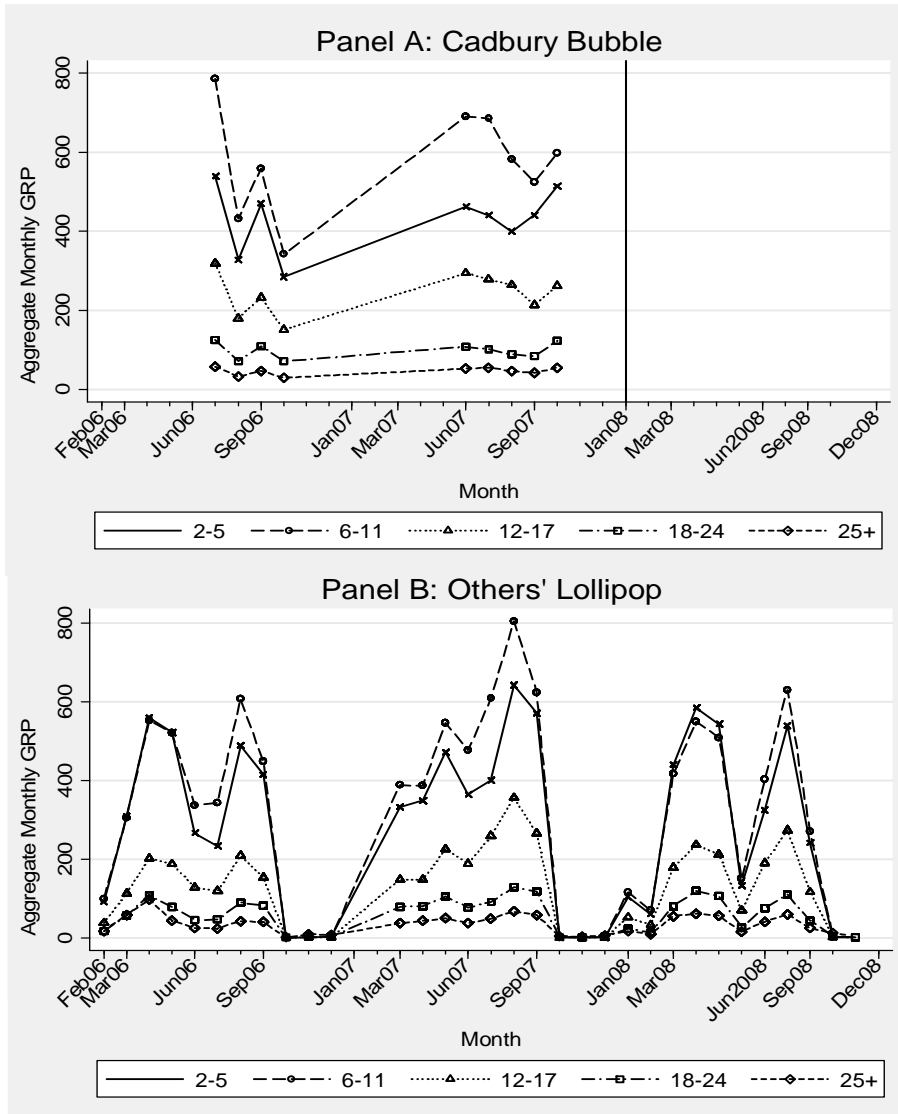 Panel A: Cadbury Bubble
Aggregate Monthly GRP
800
600
400
200
0
Feb06 Mar06 Jun06 Sep06 Jan07 Mar07 Jun07 Sep07 Jan08 Mar08 Jun2008 Sep08 Dec08
Month
2-5 6-11 12-17 18-24 25+
Panel B: Others' Lollipop
Aggregate Monthly GRP
800
600
400
200
0
Feb06 Mar06 Jun06 Sep06 Jan07 Mar07 Jun07 Sep07 Jan08 Mar08 Jun2008 Sep08 Dec08
Month
2-5 6-11 12-17 18-24 25+